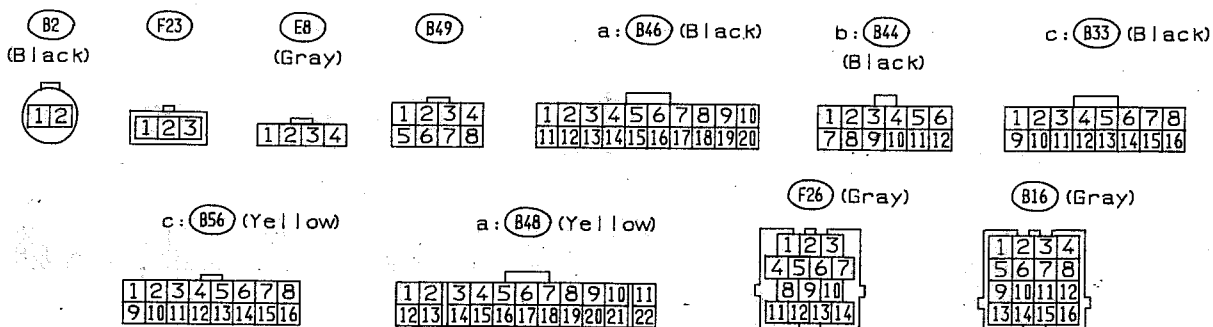 B2 F23 E8 B49 a: B46 (Black) b: B44 c: B33 (Black)
(Black) (Gray) (Black)
1 2
1 2 3
1 2 3 4
1 2 3 4
5 6 7 8
1 2 3 4 5 6 7 8 9 10
11 12 13 14 15 16 17 18 19 20
1 2 3 4 5 6
7 8 9 10 11 12
1 2 3 4 5 6 7 8
9 10 11 12 13 14 15 16
c: B56 (Yellow) a: B48 (Yellow) F26 (Gray) B16 (Gray)
1 2 3 4 5 6 7 8
9 10 11 12 13 14 15 16
1 2 3 4 5 6 7 8 9 10 11
12 13 14 15 16 17 18 19 20 21 22
1 2 3
4 5 6 7
8 9 10
11 12 13 14
1 2 3 4
5 6 7 8
9 10 11 12
13 14 15 16